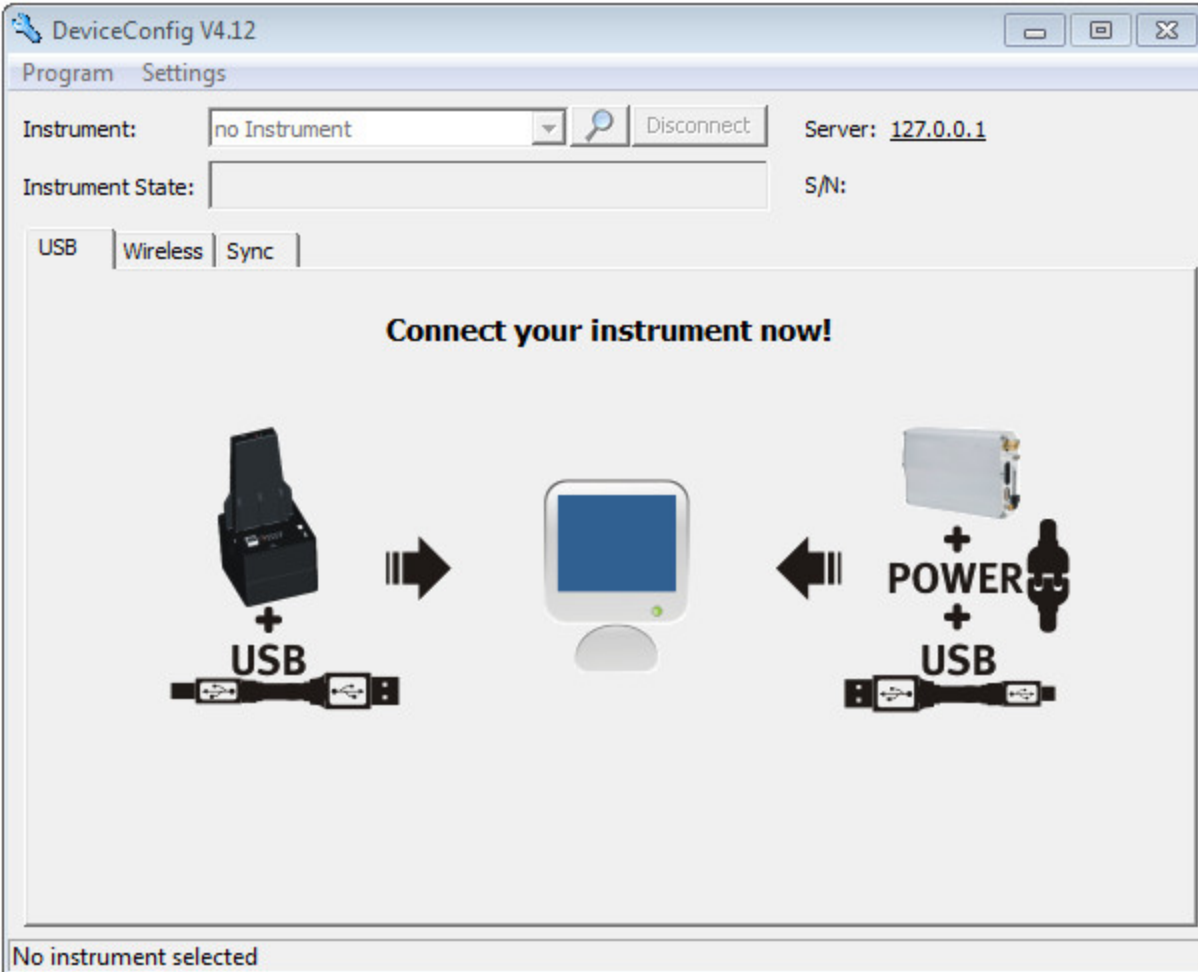 DeviceConfig V4.12
Program Settings
Instrument: no Instrument Disconnect Server: 127.0.0.1
Instrument State: S/N:
USB Wireless Sync
Connect your instrument now!
+
POWER
+ +
USB USB
No instrument selected